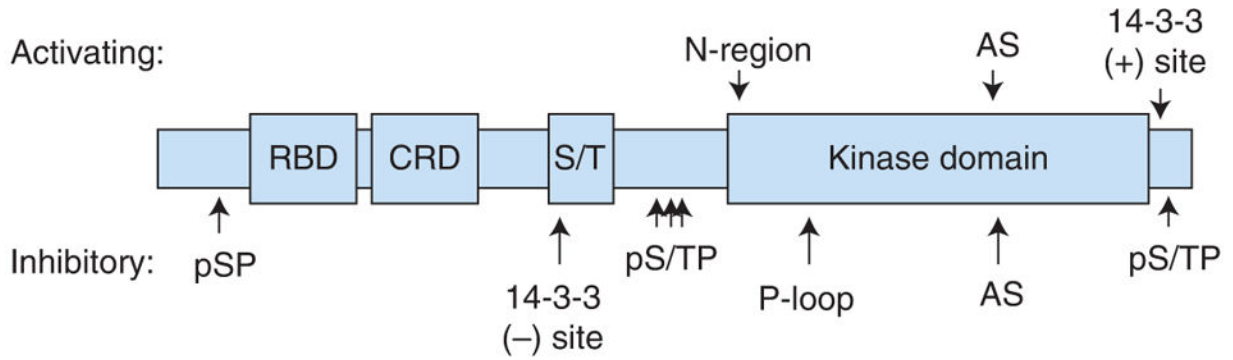 14-3-3
Activating: N-region AS (+) site
RBD CRD S/T Kinase domain
Inhibitory: pSP pS/TP pS/TP
14-3-3 P-loop AS
(–) site